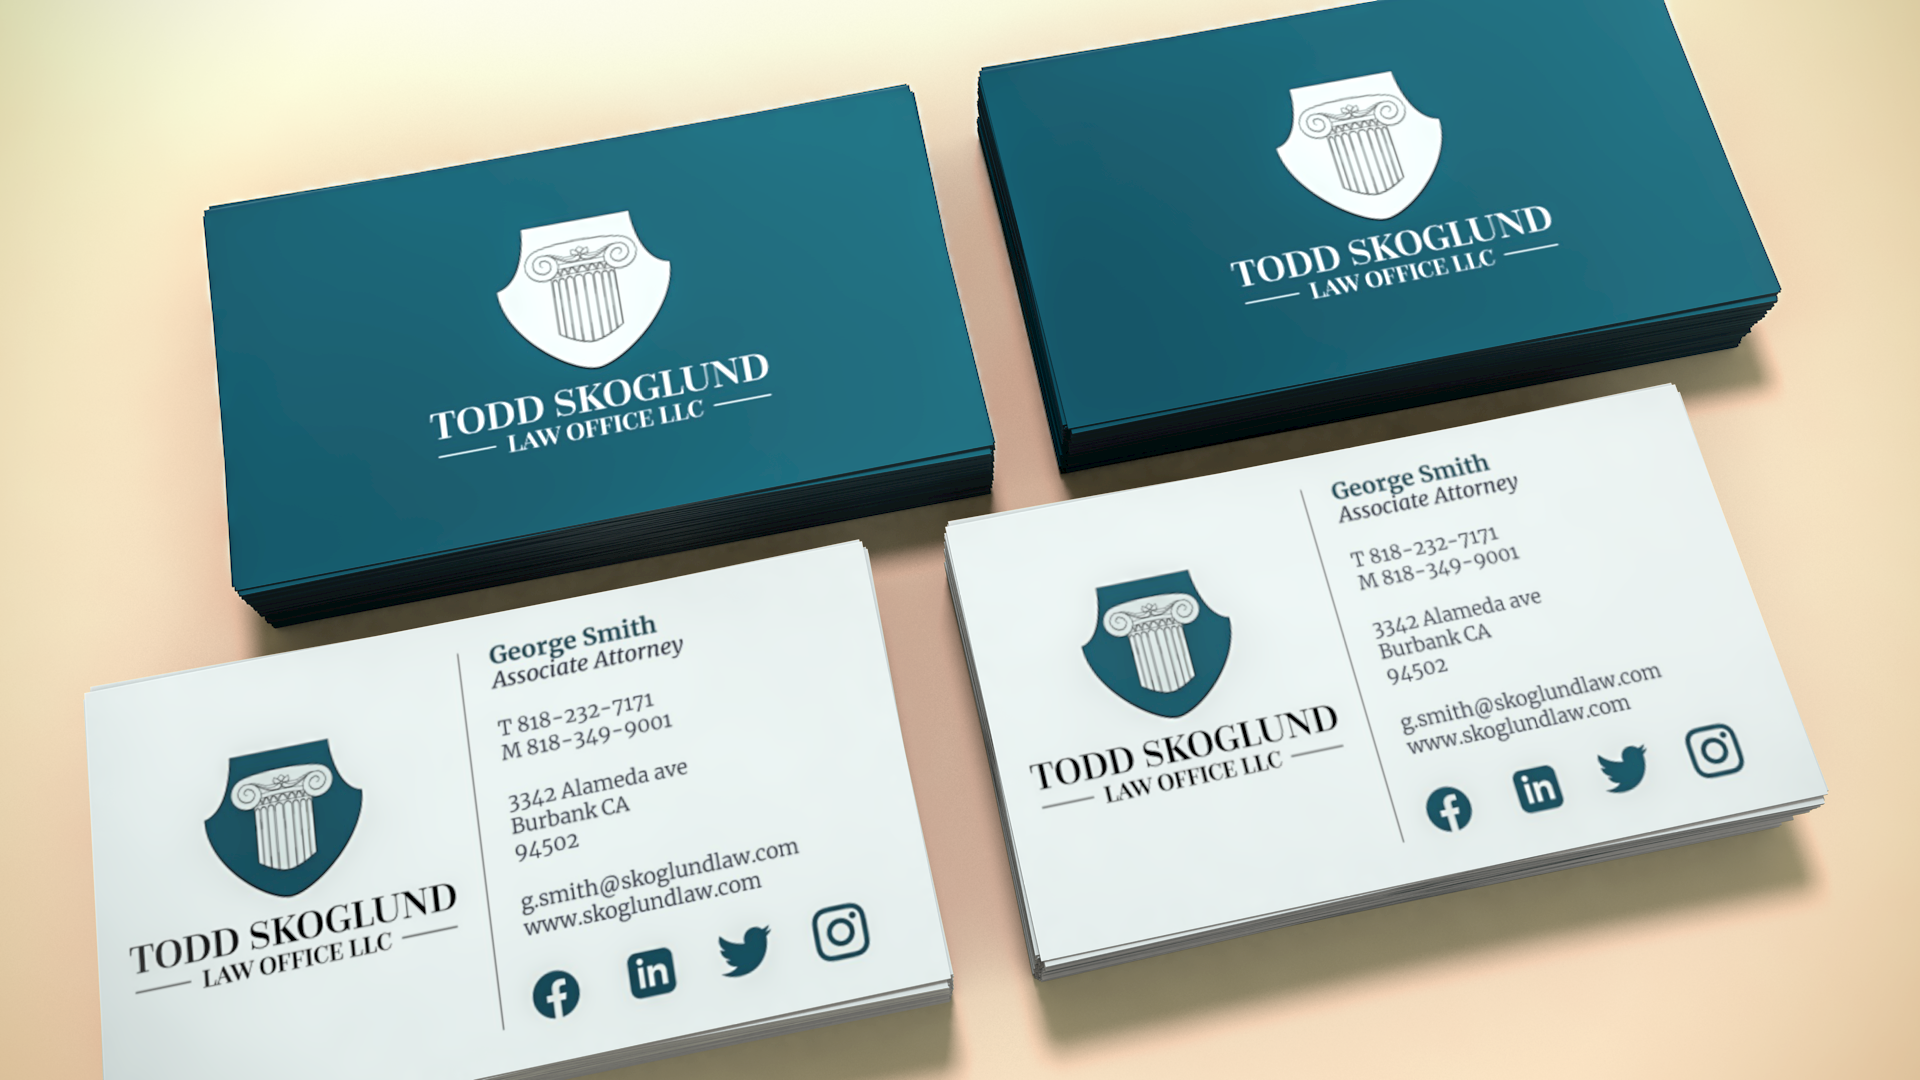 TODD SKOGLUND
LAW OFFICE LLC
TODD SKOGLUND
LAW OFFICE LLC
TODD SKOGLUND
LAW OFFICE LLC
George Smith
Associate Attorney
T 818-232-7171
M 818-349-9001
3342 Alameda ave
Burbank CA
94502
g.smith@skoglundlaw.com
www.skoglundlaw.com
f
in
TODD SKOGLUND
LAW OFFICE LLC
George Smith
Associate Attorney
T 818-232-7171
M 818-349-9001
3342 Alameda ave
Burbank CA
94502
g.smith@skoglundlaw.com
www.skoglundlaw.com
f
in